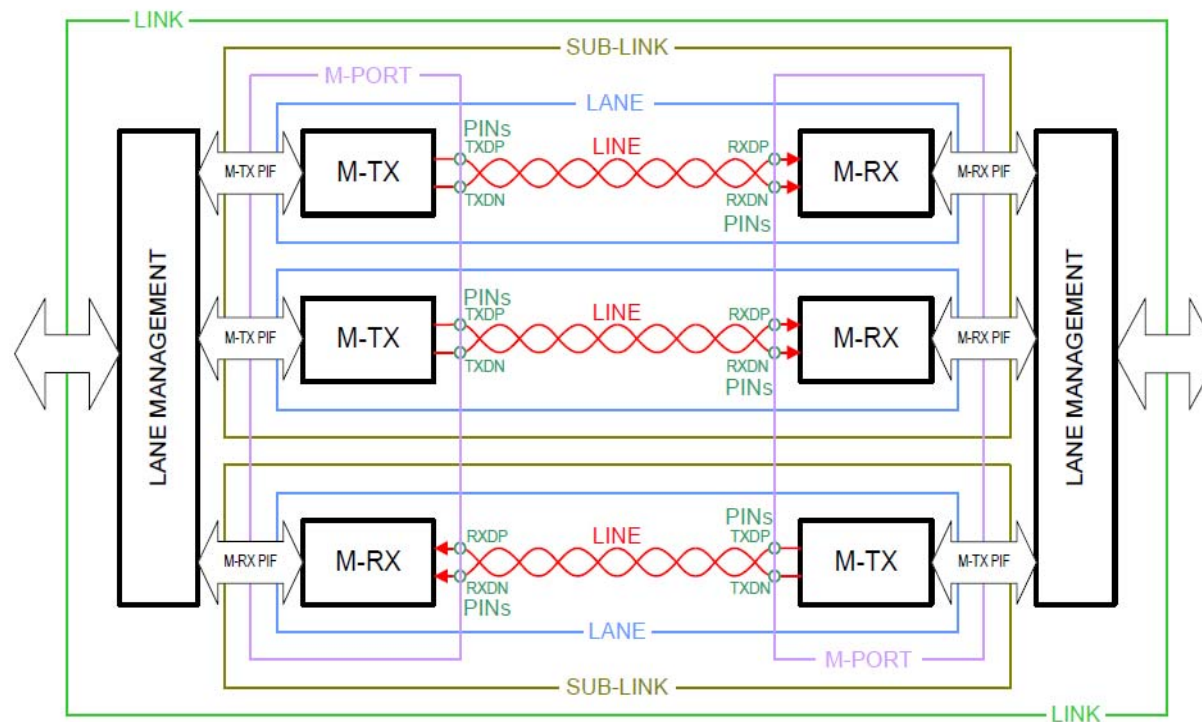 LINK
SUB-LINK
M-PORT
LANE
PINs
TXDP
LINE
RXDP
M-TX PIF
M-TX
M-RX
M-RX PIF
TXDN
RXDN
PINs
LANE MANAGEMENT
LANE MANAGEMENT
PINs
TXDP
LINE
RXDP
M-TX PIF
M-TX
M-RX
M-RX PIF
TXDN
RXDN
PINs
PINs
RXDP
LINE
TXDP
M-RX PIF
M-RX
M-TX
M-TX PIF
RXDN
TXDN
PINs
LANE
M-PORT
SUB-LINK
LINK